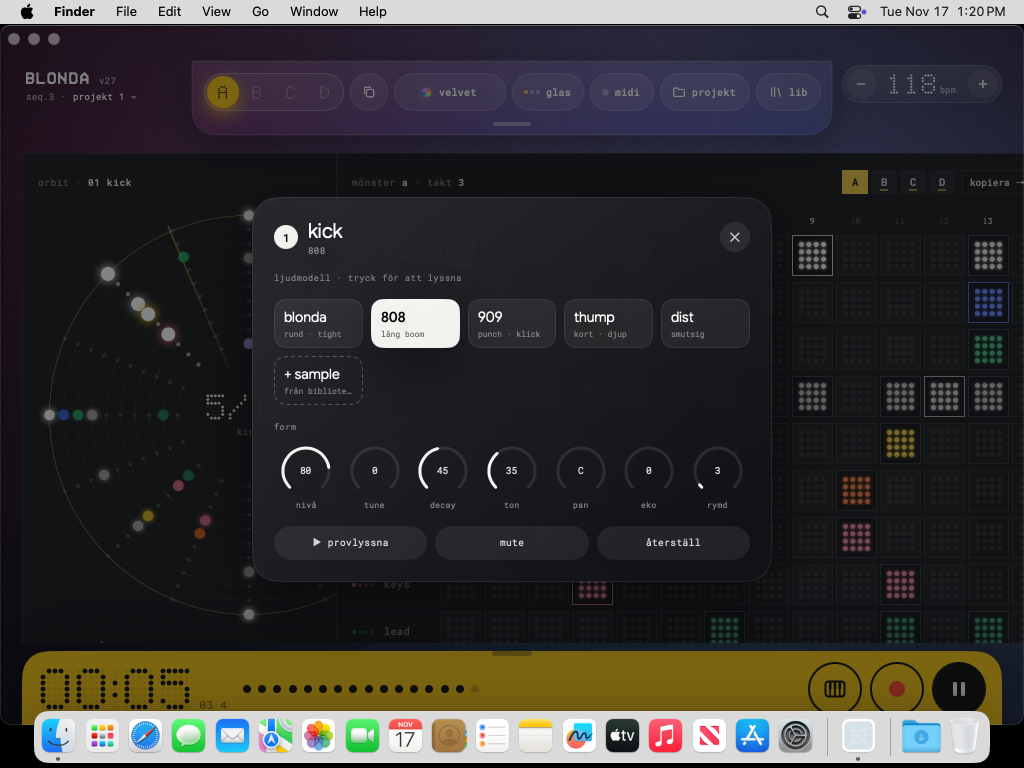 Finder File Edit View Go Window Help Tue Nov 17 1:20 PM
BLONDA v27
seq.3 · projekt 1
A B C D velvet glas midi projekt lib
− 118 bpm +
orbit · 01 kick
mönster a · takt 3
A B C D kopiera →
9 10 11 12 13
1 kick
808
ljudmodell · tryck för att lyssna
blonda 808 909 thump dist
rund · tight lång boom punch · klick kort · djup smutsig
+ sample
från bibliote…
form
80 0 45 35 C 0 3
nivå tune decay ton pan eko rymd
provlyssna mute återställ
5/
keys
lead
00:05 03 4
NOV
17
tv